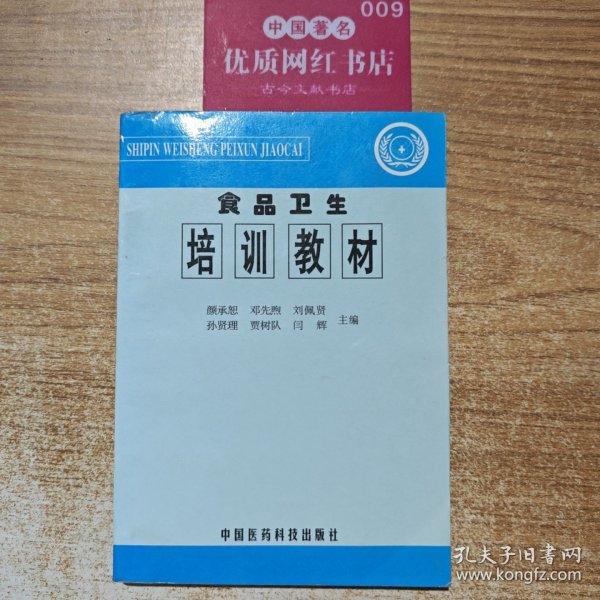 009
中国著名
优质网红书店
古今文献书店
SHIPIN WEISHENG PEIXUN JIAOCAI
食品卫生
培训教材
颜承恕 邓先煦 刘佩贤
孙贤理 贾树队 闫辉 主编
中国医药科技出版社
孔夫子旧书网
www.kongfz.com